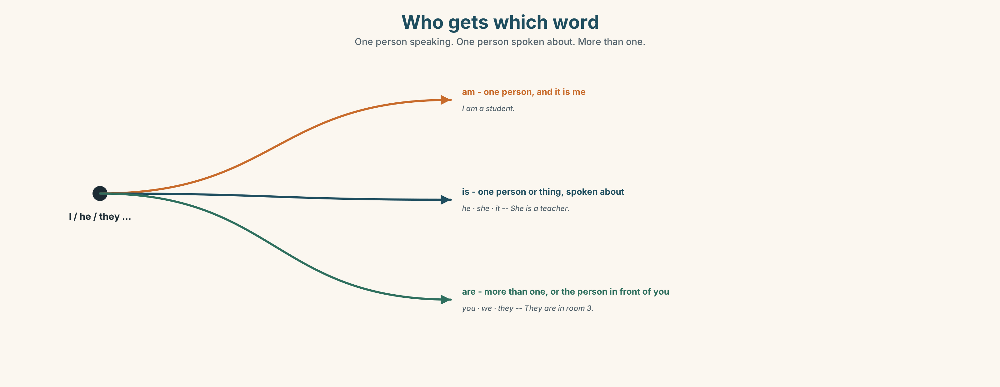 Who gets which word
One person speaking. One person spoken about. More than one.
am - one person, and it is me
I am a student.
is - one person or thing, spoken about
he · she · it -- She is a teacher.
I / he / they ...
are - more than one, or the person in front of you
you · we · they -- They are in room 3.